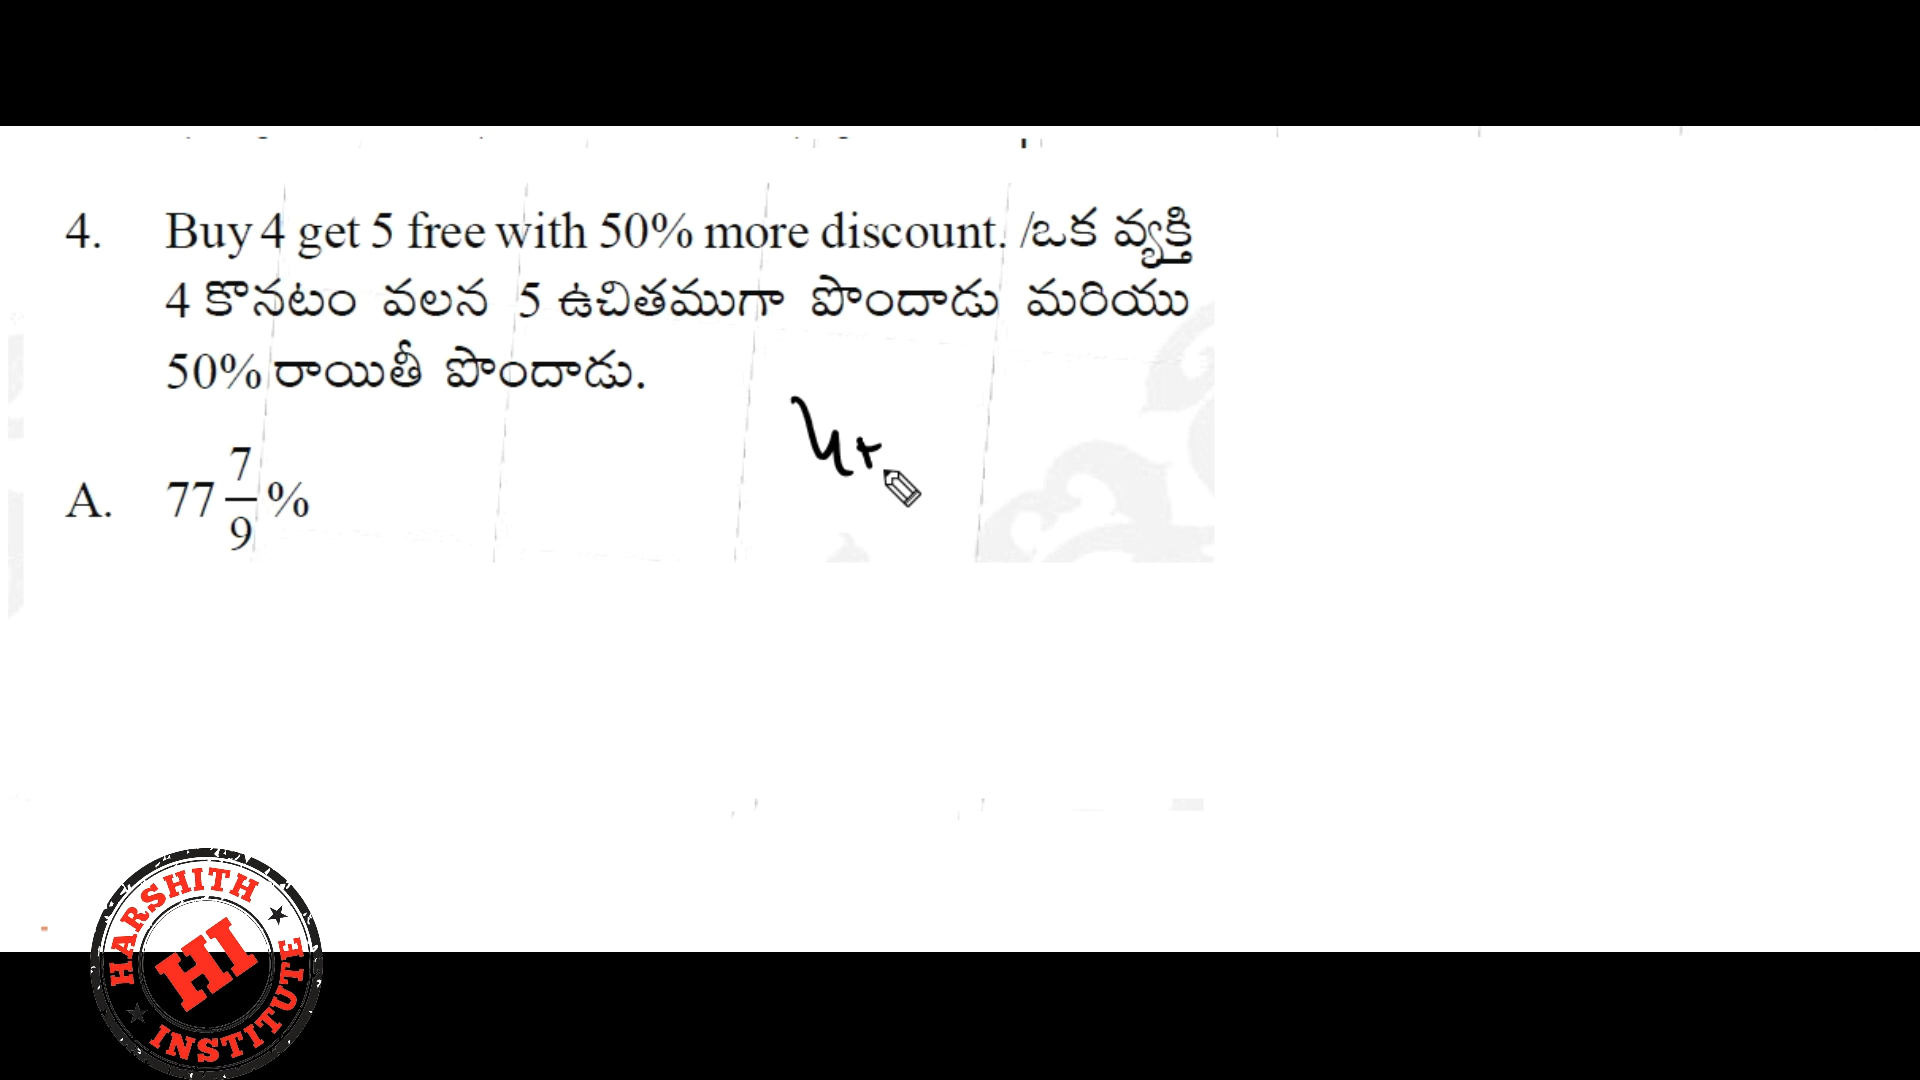 4. Buy 4 get 5 free with 50% more discount. /ఒక వ్యక్తి
4 కొనటం వలన 5 ఉచితముగా పొందాడు మరియు
50% రాయితీ పొందాడు.
4+
A. 77 7/9 %
HARSHITH
HI
INSTITUTE